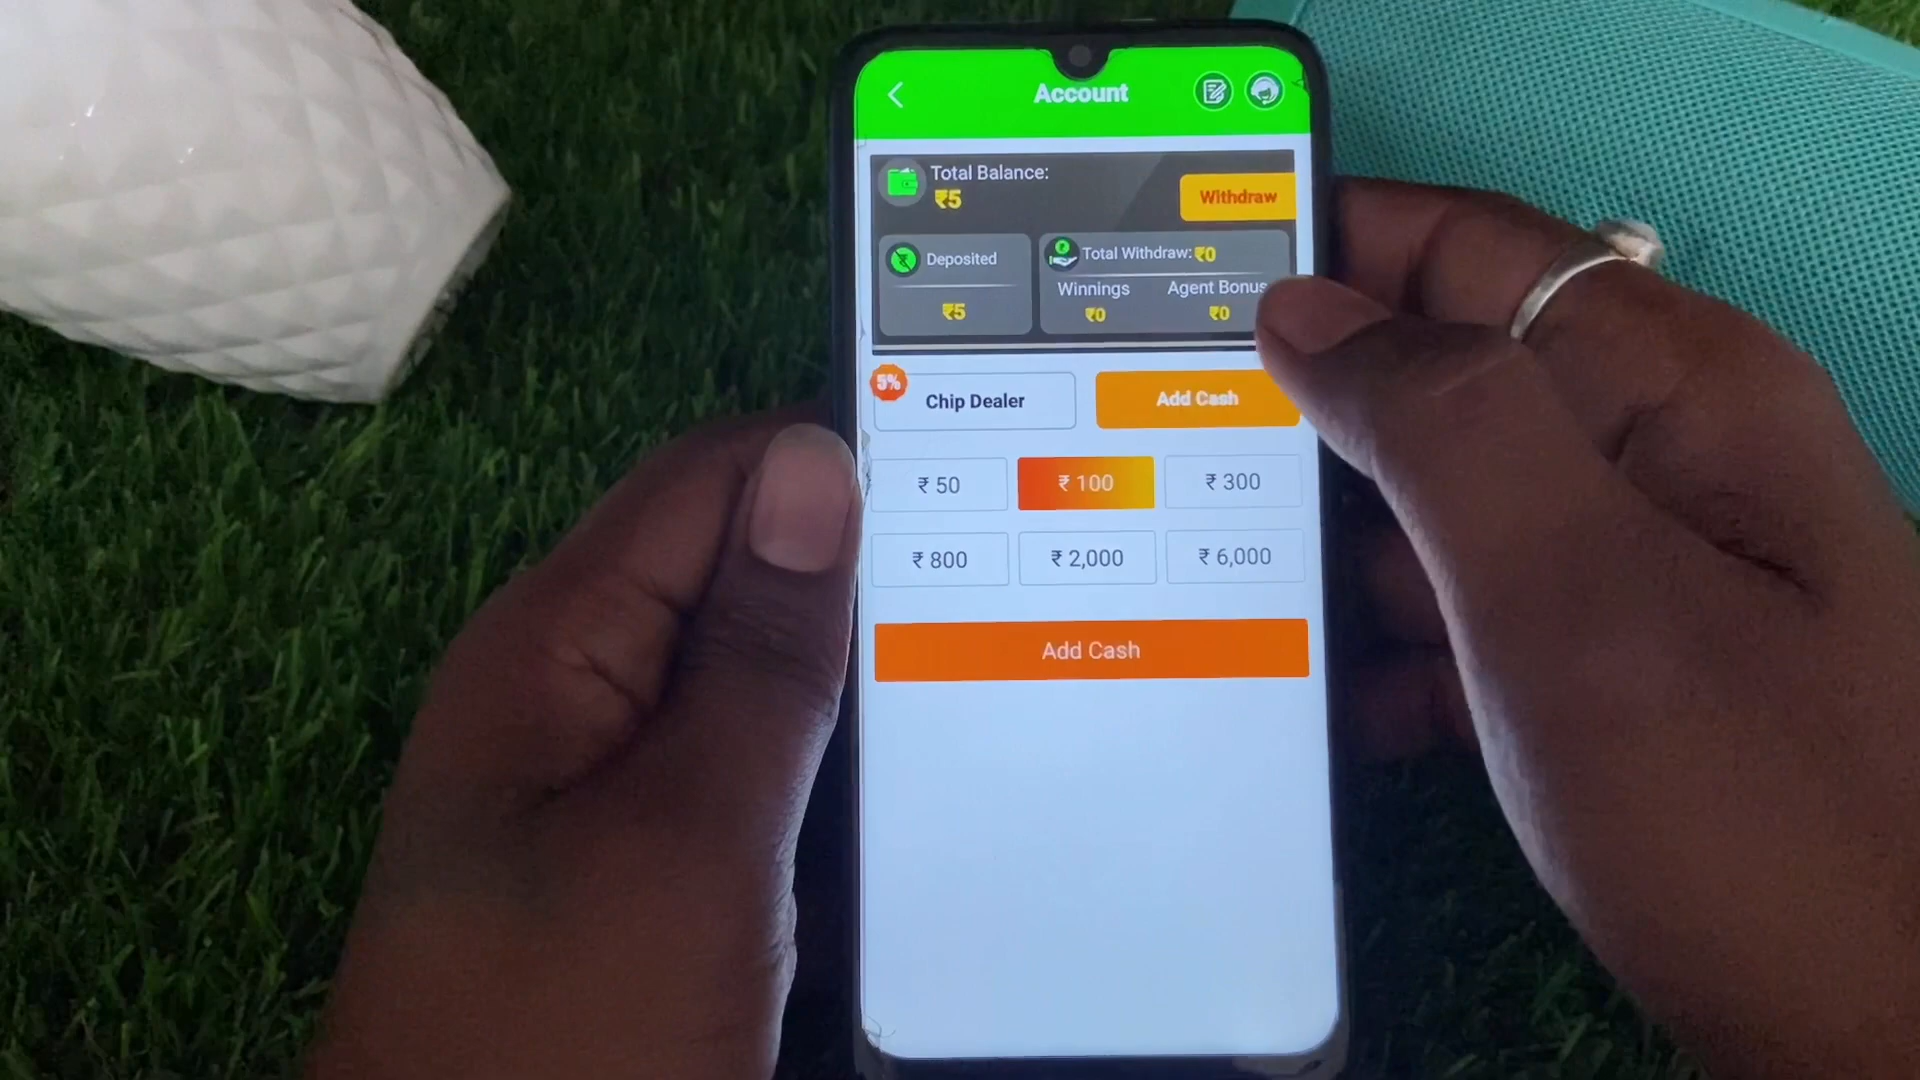 Account
Total Balance:
₹5
Withdraw
Deposited
₹5
Total Withdraw: ₹0
Winnings Agent Bonus
₹0 ₹0
5%
Chip Dealer
Add Cash
₹ 50 ₹ 100 ₹ 300
₹ 800 ₹ 2,000 ₹ 6,000
Add Cash